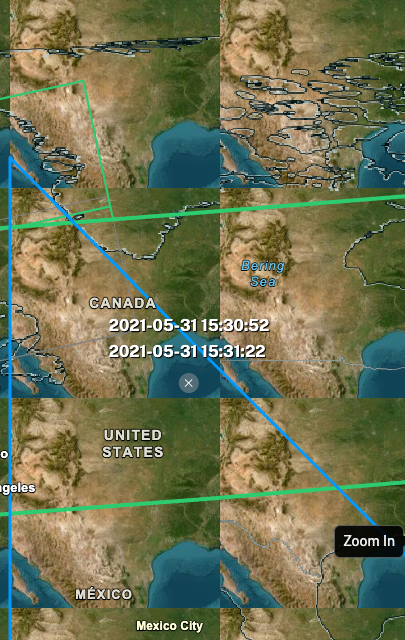 Bering
Sea
CANADA
2021-05-31 15:30:52
2021-05-31 15:31:22
UNITED
STATES
o
ngeles
Zoom In
MÉXICO
Mexico City